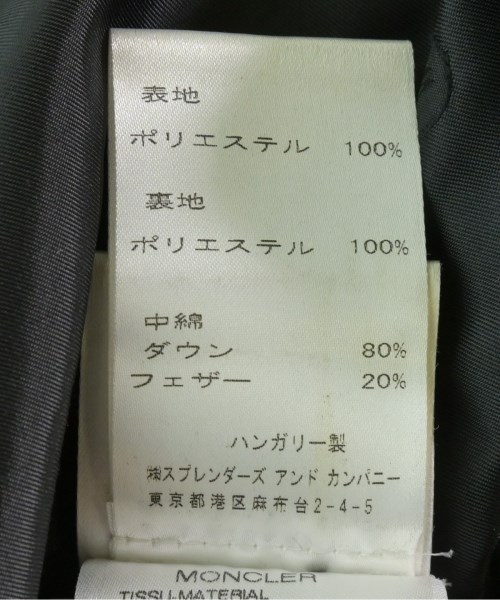 表地
ポリエステル 100%
裏地
ポリエステル 100%
中綿
ダウン 80%
フェザー 20%
ハンガリー製
㈱スプレンダーズ アンド カンパニー
東京都港区麻布台2-4-5
MONCLER
TISSU-MATERIAL